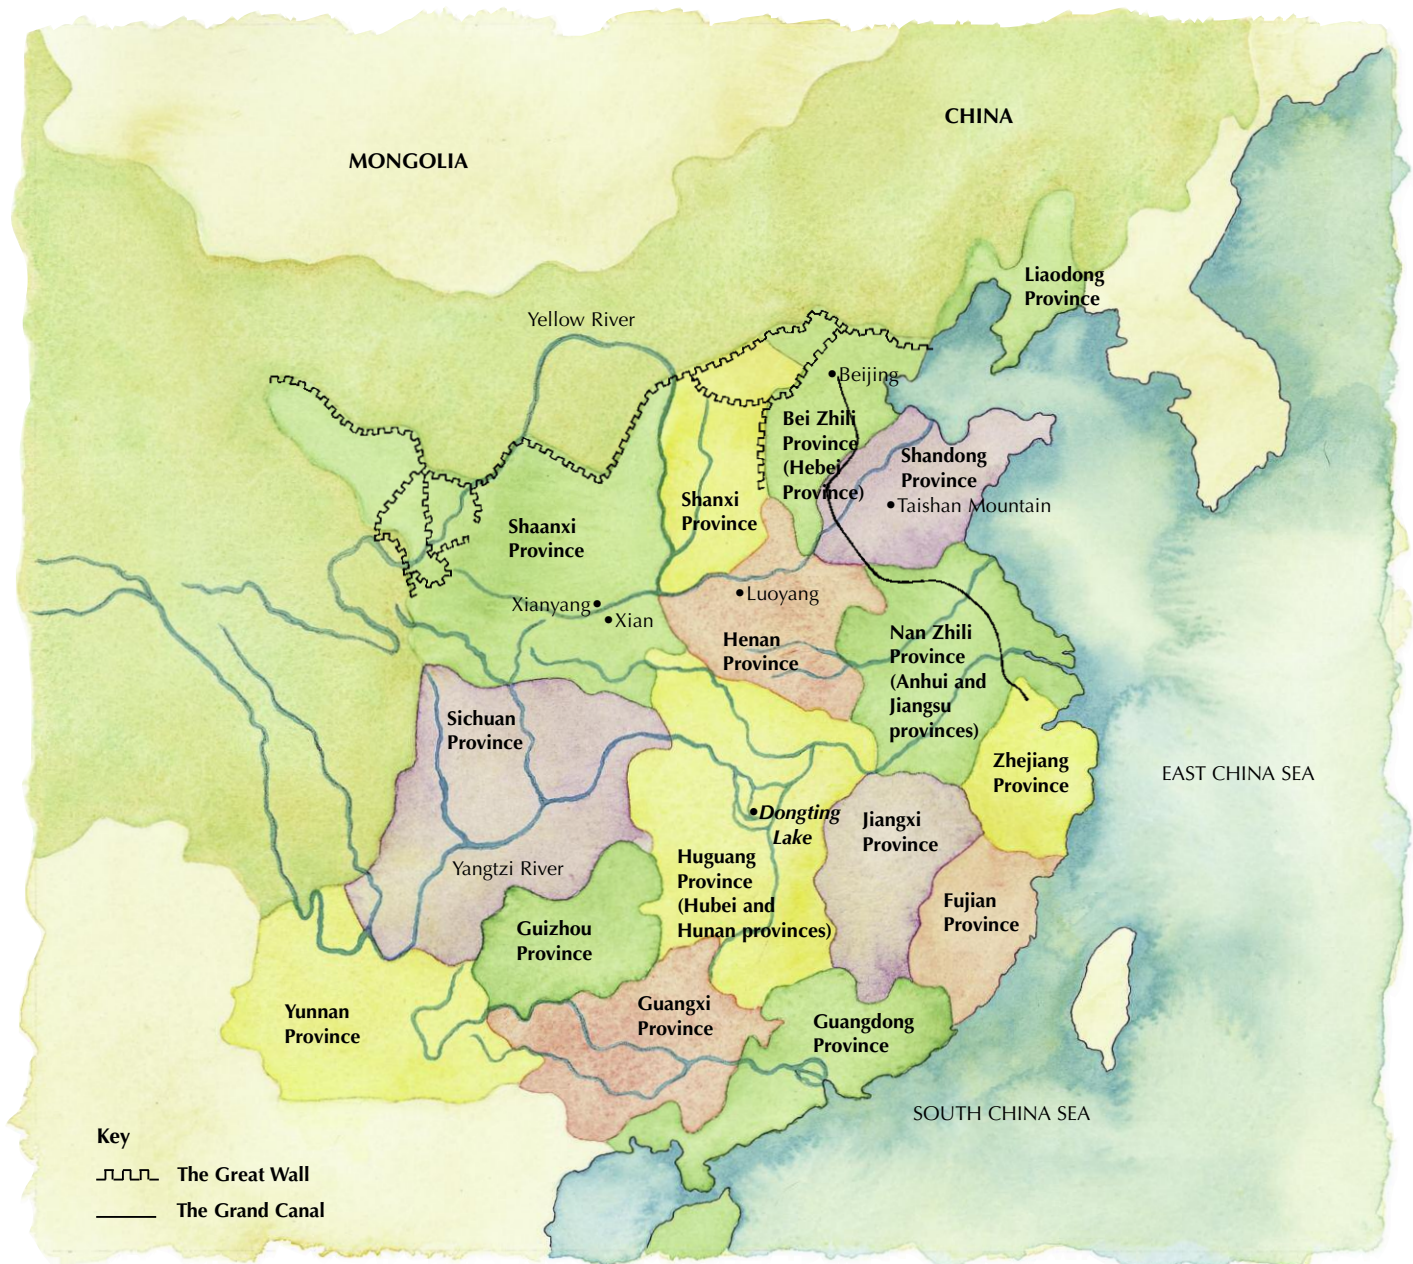 CHINA
MONGOLIA
Liaodong
Province
Yellow River
Beijing
Bei Zhili
Province
(Hebei
Province)
Shandong
Province
Taishan Mountain
Shanxi
Province
Shaanxi
Province
Xianyang
Xian
Luoyang
Henan
Province
Nan Zhili
Province
(Anhui and
Jiangsu
provinces)
Sichuan
Province
Zhejiang
Province
EAST CHINA SEA
Dongting
Lake
Jiangxi
Province
Yangtzi River
Huguang
Province
(Hubei and
Hunan provinces)
Fujian
Province
Guizhou
Province
Yunnan
Province
Guangxi
Province
Guangdong
Province
SOUTH CHINA SEA
Key
The Great Wall
The Grand Canal